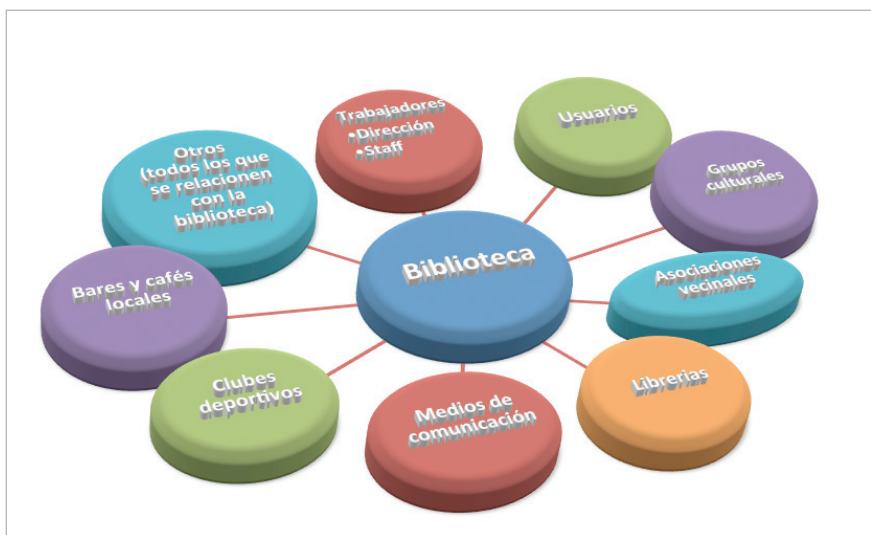 Trabajadores
•Dirección
•Staff
Usuarios
Otros
(todos los que
se relacionen
con la
biblioteca)
Grupos
culturales
Biblioteca
Asociaciones
vecinales
Bares y cafés
locales
Librerias
Clubes
deportivos
Medios de
comunicación